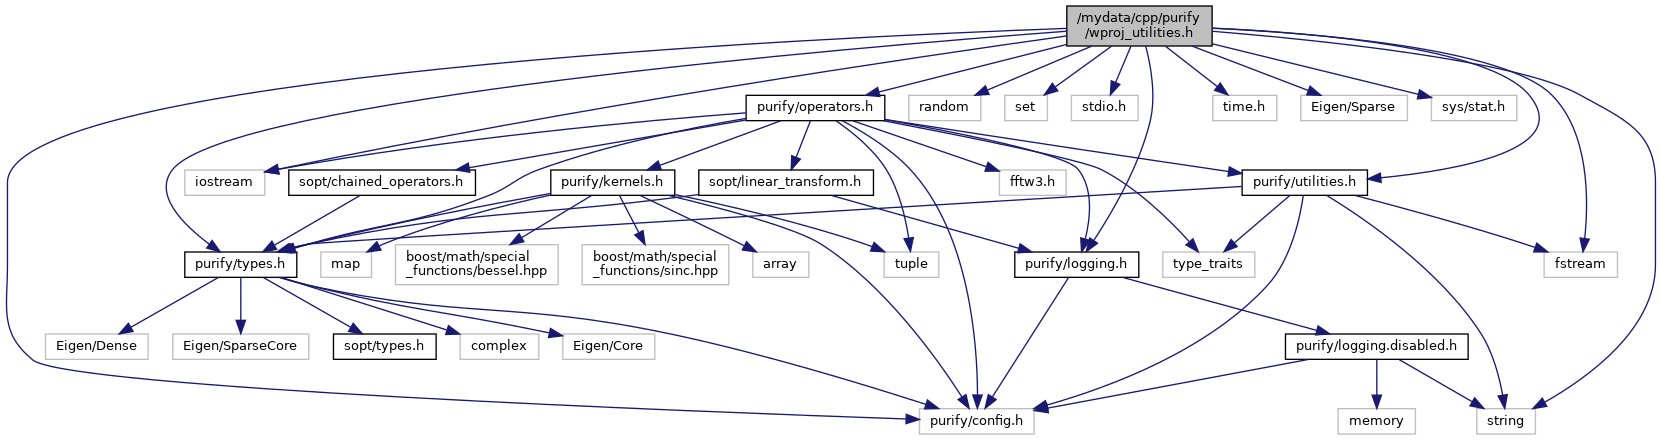 /mydata/cpp/purify
/wproj_utilities.h
purify/operators.h
random
set
stdio.h
time.h
Eigen/Sparse
sys/stat.h
iostream
sopt/chained_operators.h
purify/kernels.h
sopt/linear_transform.h
fftw3.h
purify/utilities.h
purify/types.h
map
boost/math/special
_functions/bessel.hpp
boost/math/special
_functions/sinc.hpp
array
tuple
purify/logging.h
type_traits
fstream
Eigen/Dense
Eigen/SparseCore
sopt/types.h
complex
Eigen/Core
purify/logging.disabled.h
purify/config.h
memory
string